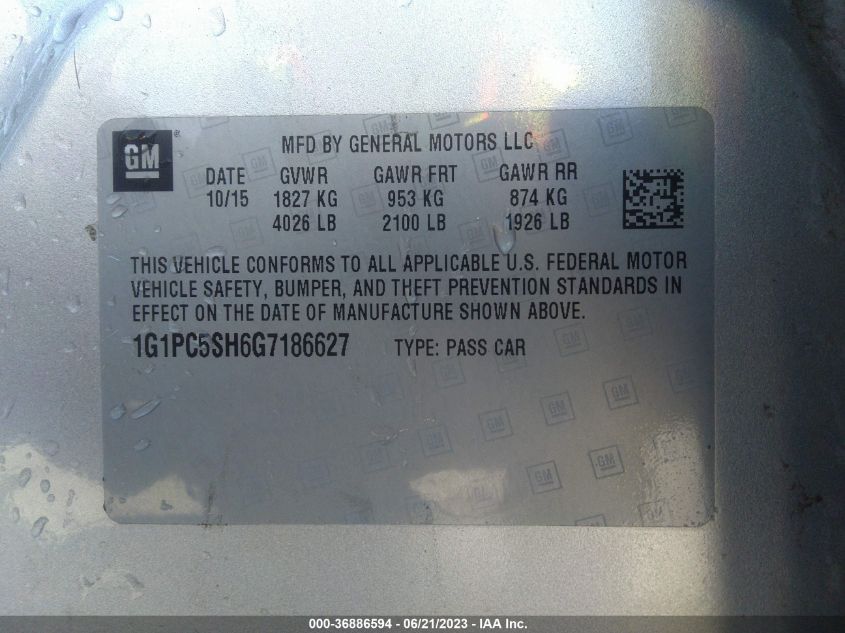 GM ®
MFD BY GENERAL MOTORS LLC
DATE GVWR GAWR FRT GAWR RR
10/15 1827 KG 953 KG 874 KG
4026 LB 2100 LB 1926 LB
THIS VEHICLE CONFORMS TO ALL APPLICABLE U.S. FEDERAL MOTOR
VEHICLE SAFETY, BUMPER, AND THEFT PREVENTION STANDARDS IN
EFFECT ON THE DATE OF MANUFACTURE SHOWN ABOVE.
1G1PC5SH6G7186627 TYPE: PASS CAR
000-36886594 - 06/21/2023 - IAA Inc.